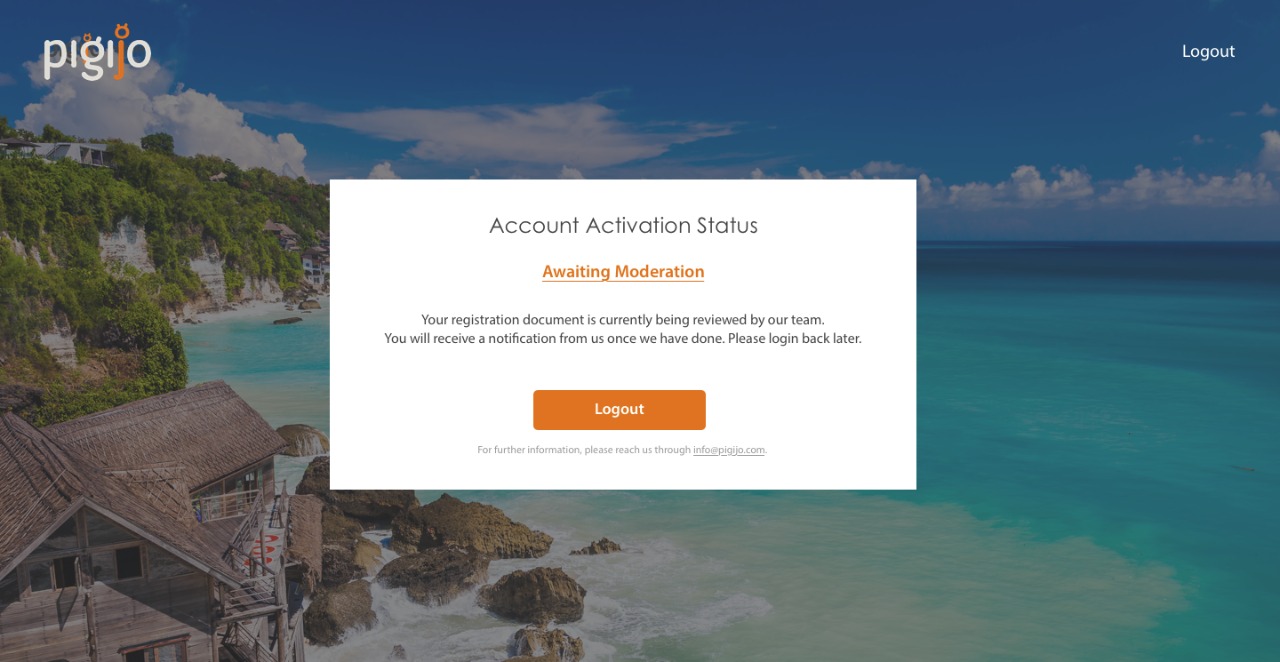 pigijo
Logout
Account Activation Status
Awaiting Moderation
Your registration document is currently being reviewed by our team.
You will receive a notification from us once we have done. Please login back later.
Logout
For further information, please reach us through info@pigijo.com.